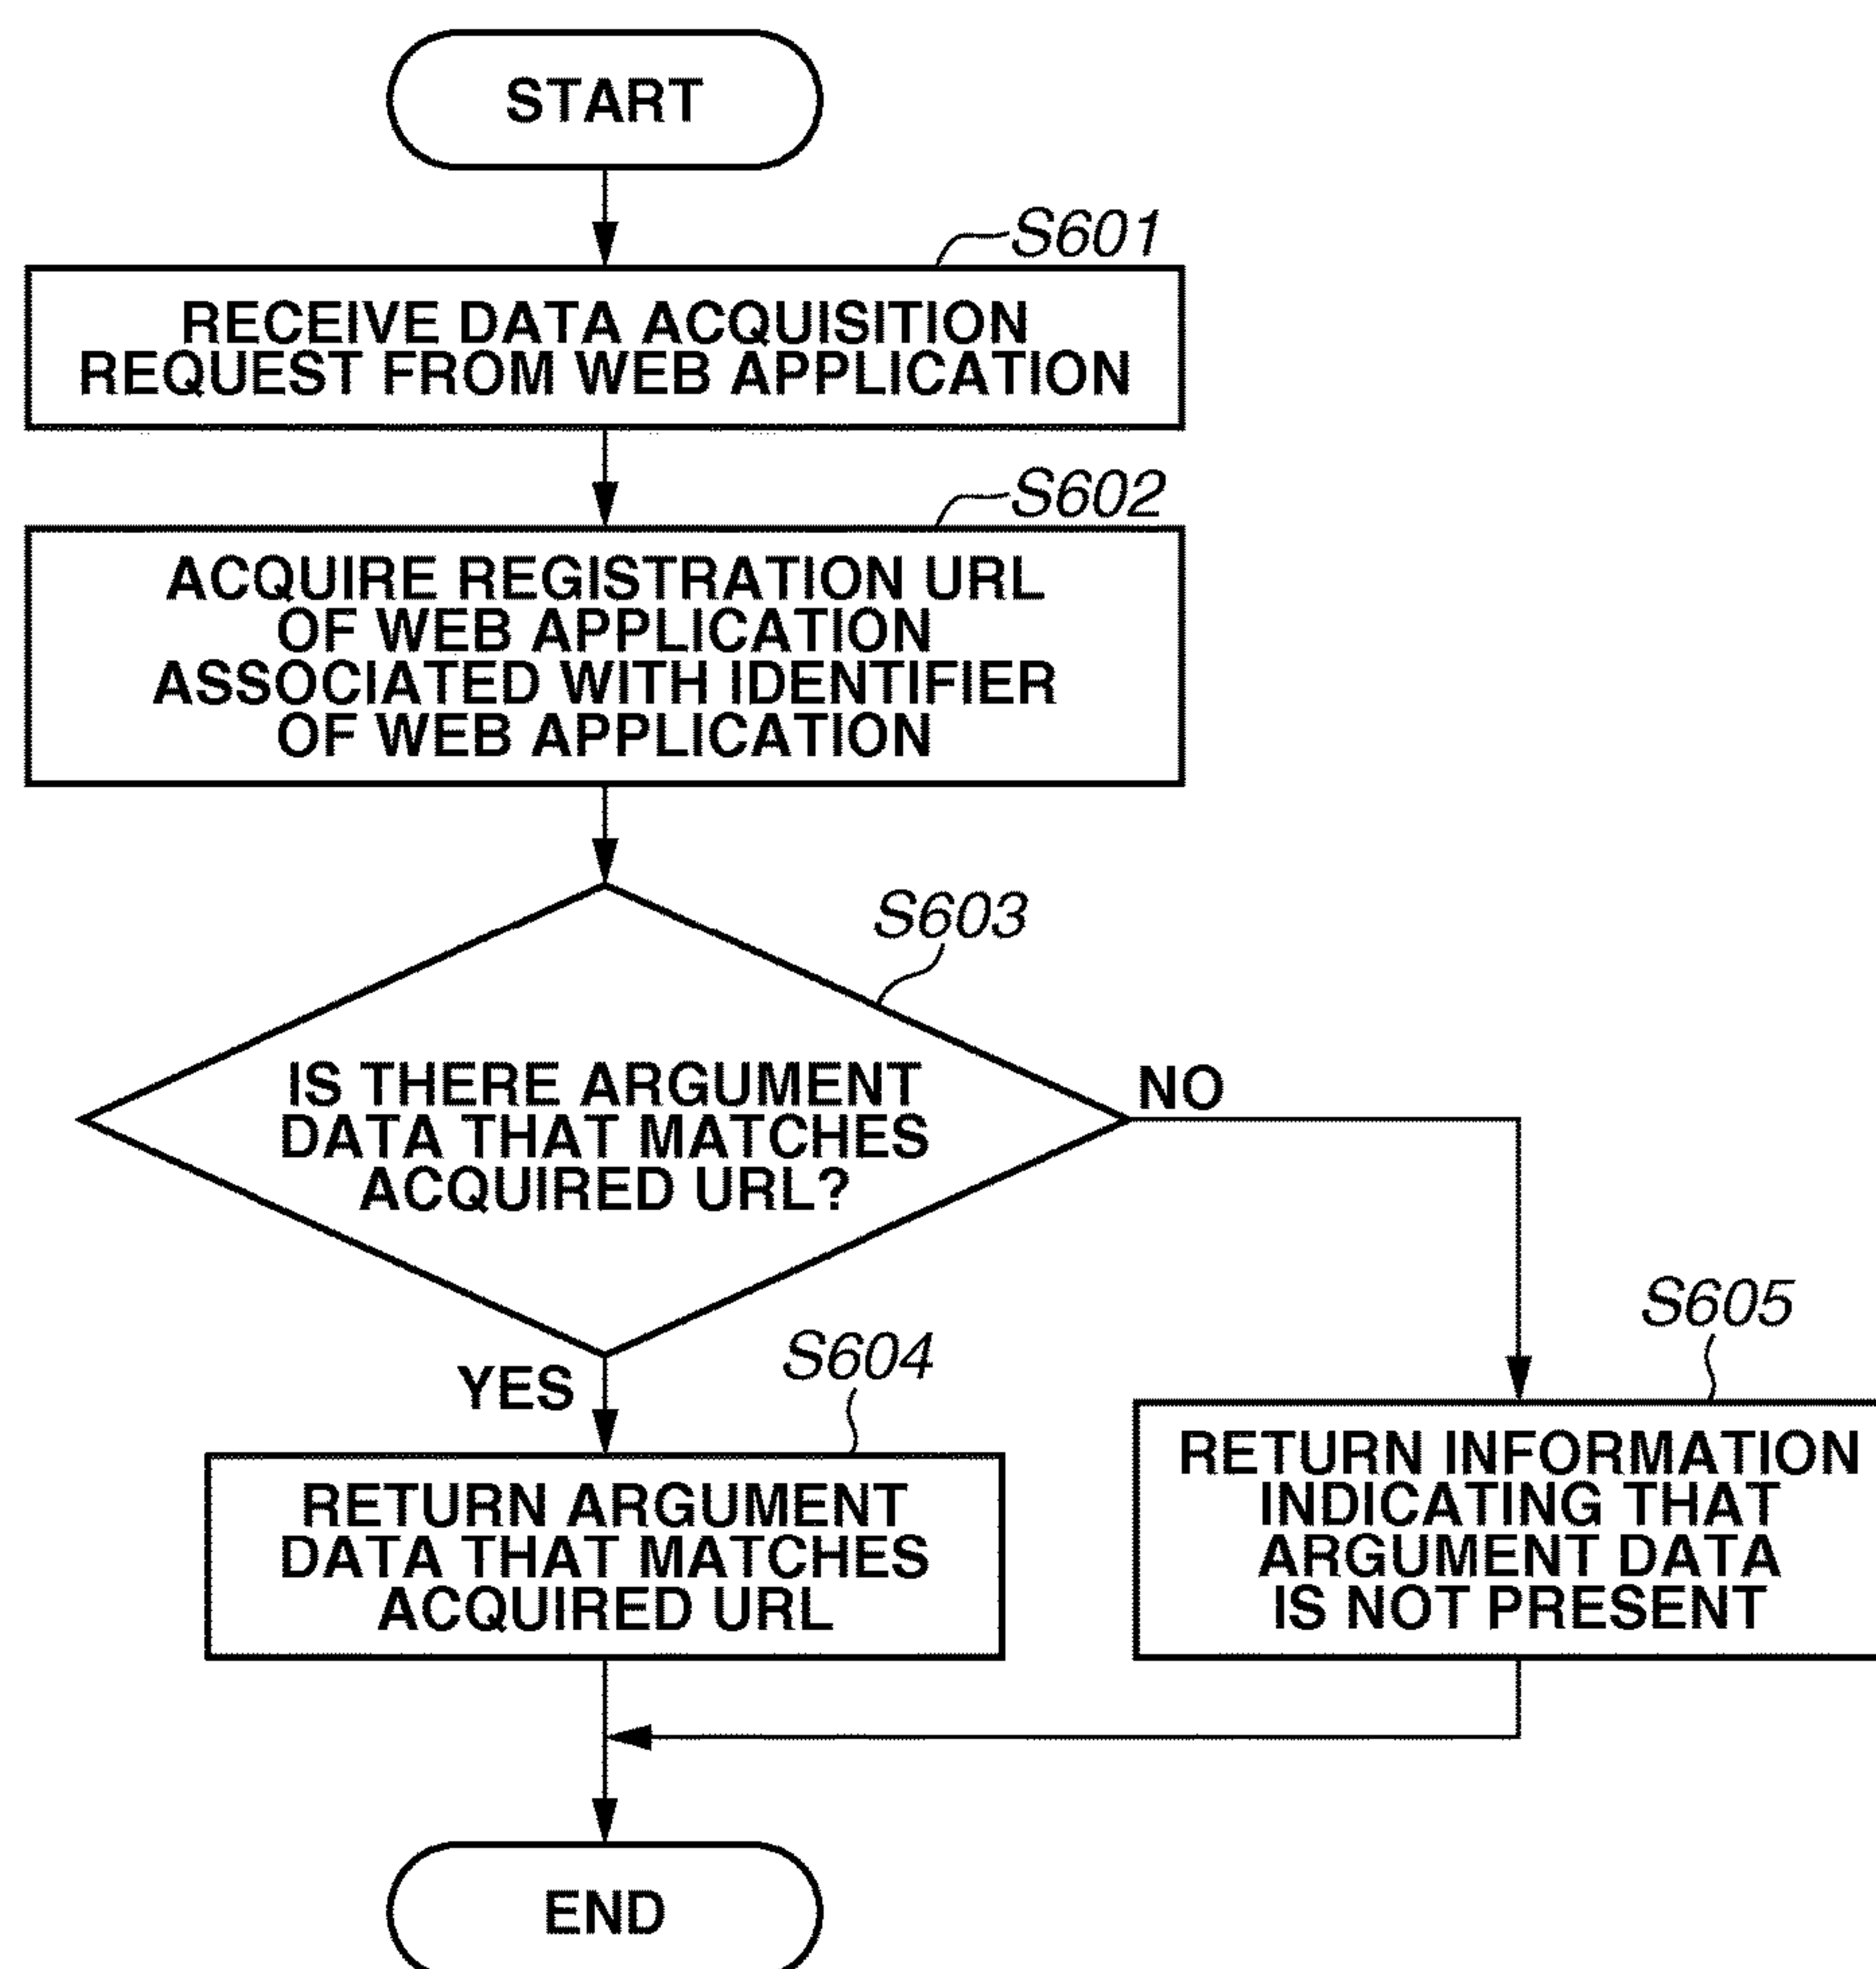 START
S601
RECEIVE DATA ACQUISITION
REQUEST FROM WEB APPLICATION
S602
ACQUIRE REGISTRATION URL
OF WEB APPLICATION
ASSOCIATED WITH IDENTIFIER
OF WEB APPLICATION
S603
IS THERE ARGUMENT
DATA THAT MATCHES
ACQUIRED URL?
NO
YES
S604
RETURN ARGUMENT
DATA THAT MATCHES
ACQUIRED URL
S605
RETURN INFORMATION
INDICATING THAT
ARGUMENT DATA
IS NOT PRESENT
END